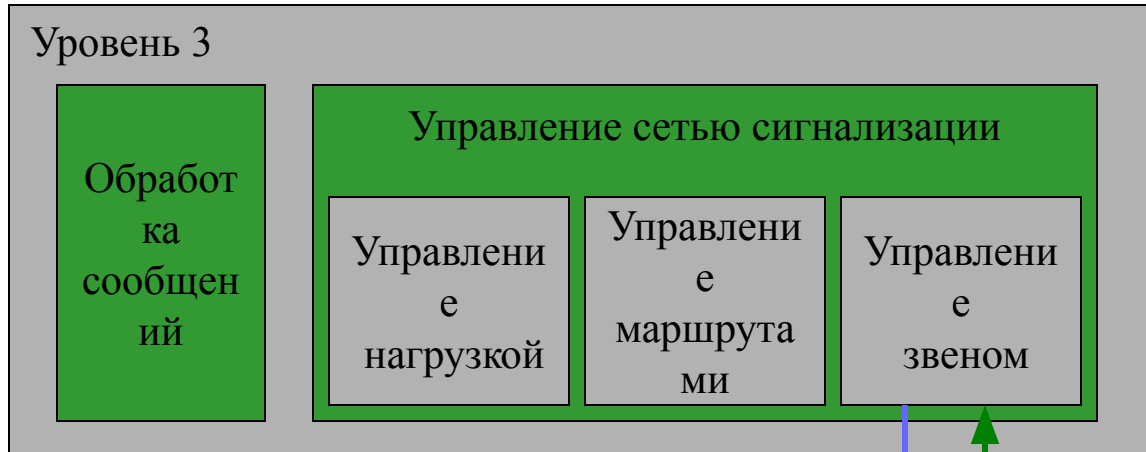 Уровень 3
Обработ
ка
сообщен
ий
Управление сетью сигнализации
Управлени
е
нагрузкой
Управлени
е
маршрута
ми
Управлени
е
звеном